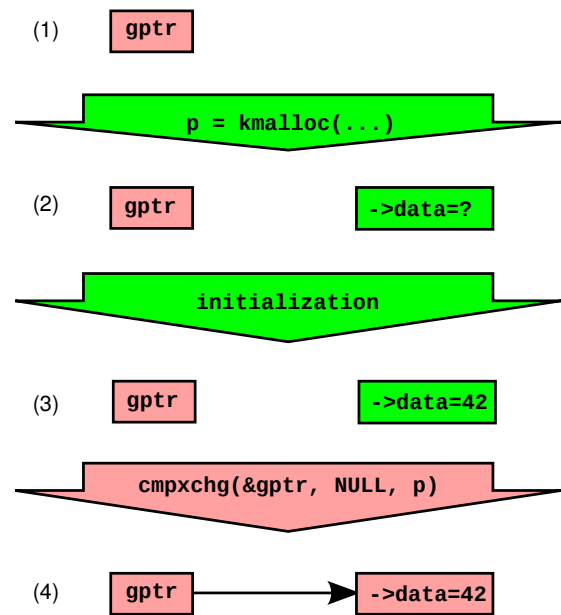 (1) gptr
p = kmalloc(...)
(2) gptr ->data=?
initialization
(3) gptr ->data=42
cmpxchg(&gptr, NULL, p)
(4) gptr ->data=42